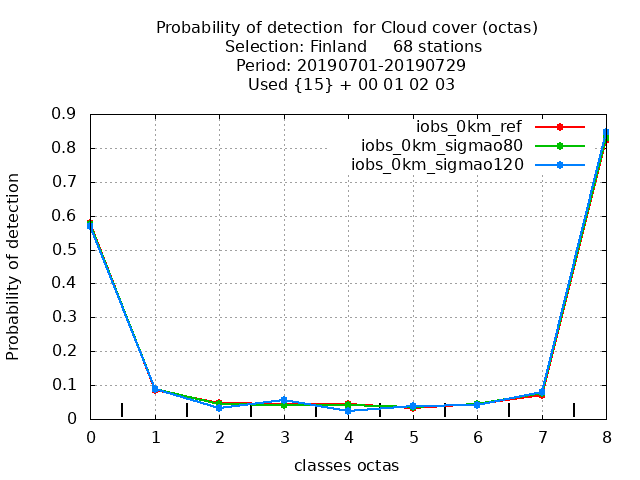 Probability of detection  for Cloud cover (octas)
Selection: Finland     68 stations
Period: 20190701-20190729
Used {15} + 00 01 02 03
iobs_0km_ref
iobs_0km_sigmao80
iobs_0km_sigmao120
Probability of detection
0.9
0.8
0.7
0.6
0.5
0.4
0.3
0.2
0.1
0
0 1 2 3 4 5 6 7 8
classes octas